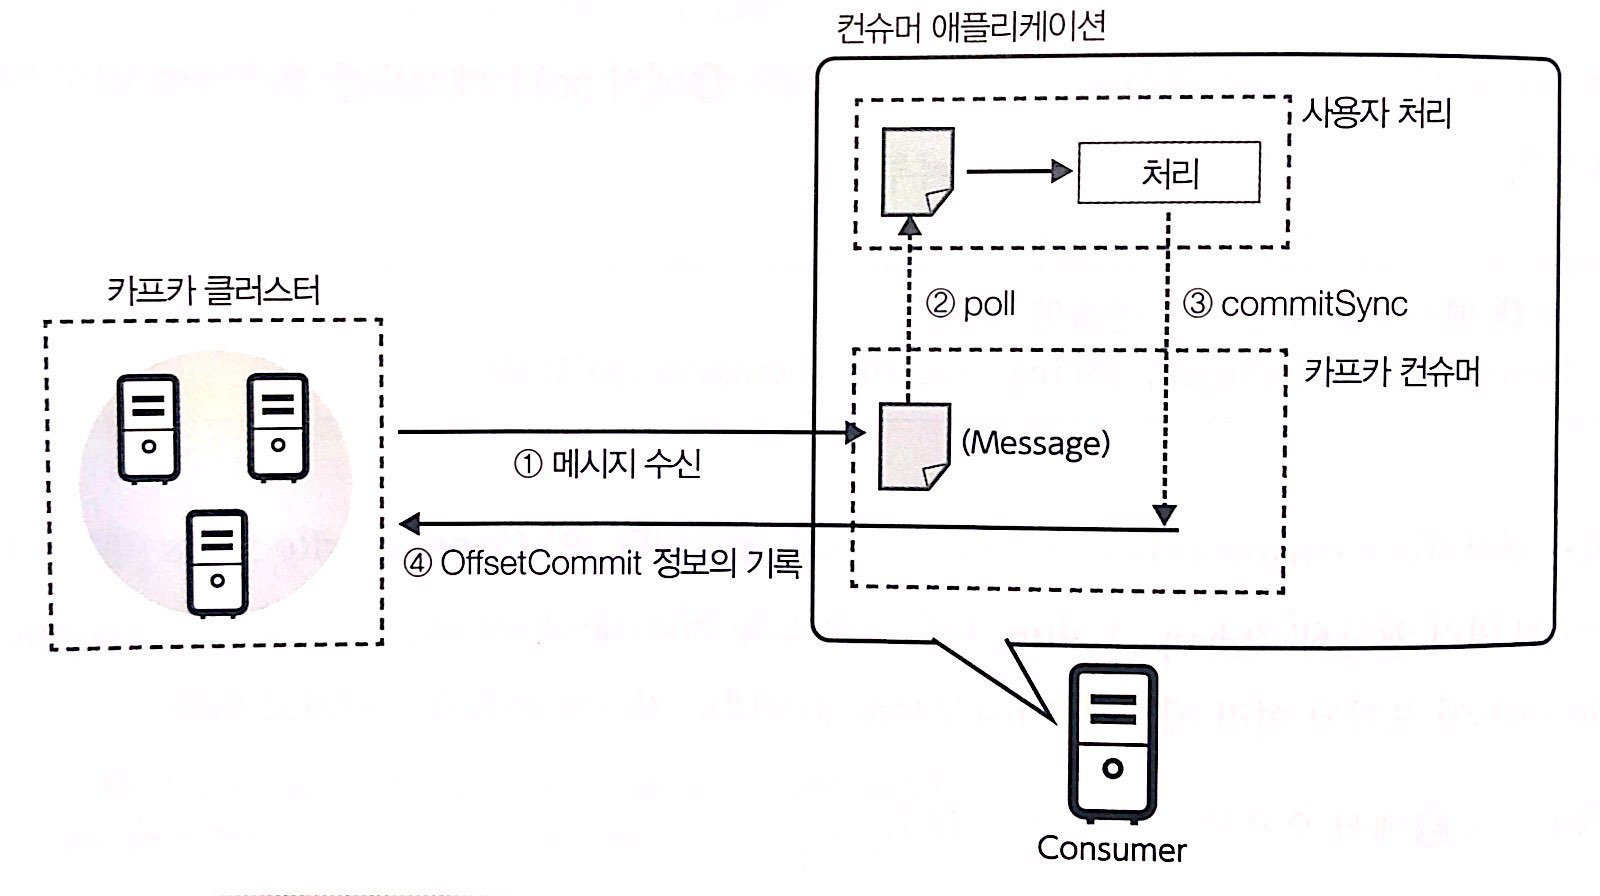 컨슈머 애플리케이션
사용자 처리
처리
카프카 클러스터
② poll
③ commitSync
카프카 컨슈머
(Message)
① 메시지 수신
④ OffsetCommit 정보의 기록
Consumer